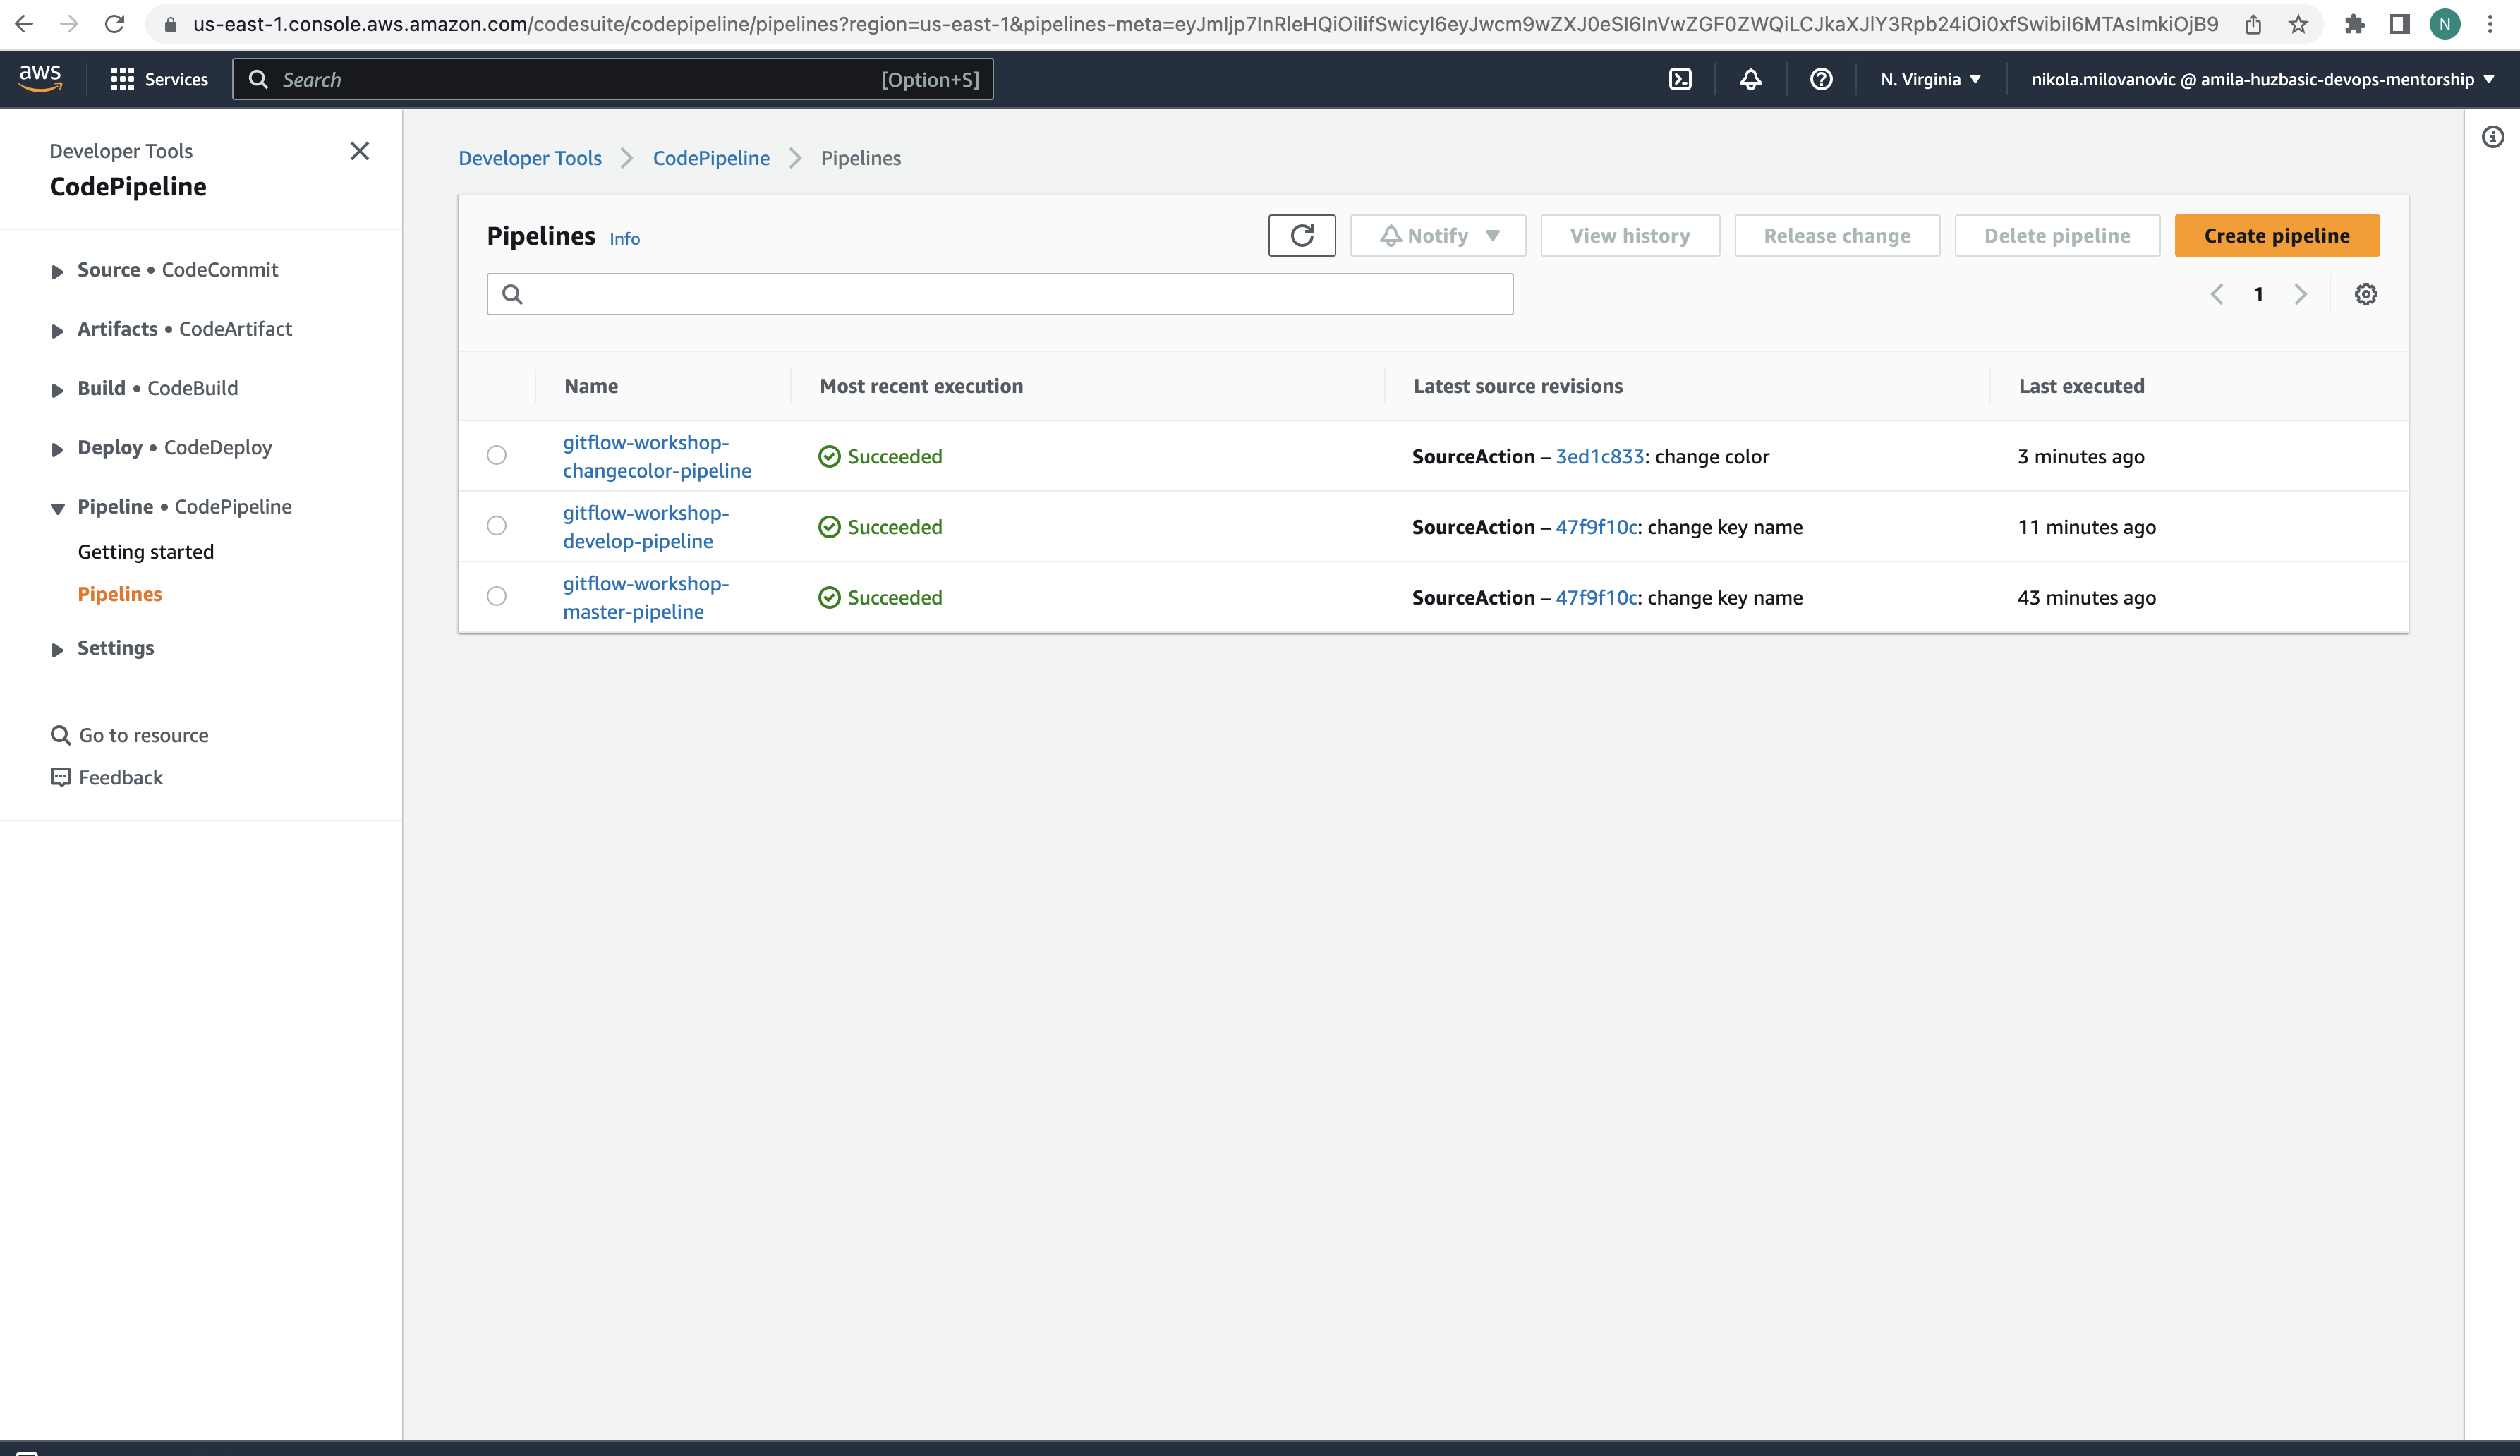 us-east-1.console.aws.amazon.com/codesuite/codepipeline/pipelines?region=us-east-1&pipelines-meta=eyJmIjp7InRleHQiOiIifSwicyI6eyJwcm9wZXJ0eSI6InVwZGF0ZWQiLCJkaXJlY3Rpb24iOi0xfSwibiI6MTAsImkiOjB9
N
aws
Services
Search
[Option+S]
N. Virginia
nikola.milovanovic @ amila-huzbasic-devops-mentorship
Developer Tools
CodePipeline
Source • CodeCommit
Artifacts • CodeArtifact
Build • CodeBuild
Deploy • CodeDeploy
Pipeline • CodePipeline
Getting started
Pipelines
Settings
Go to resource
Feedback
Developer Tools
CodePipeline
Pipelines
Pipelines
Info
Notify
View history
Release change
Delete pipeline
Create pipeline
1
Name
Most recent execution
Latest source revisions
Last executed
gitflow-workshop-
changecolor-pipeline
Succeeded
SourceAction – 3ed1c833: change color
3 minutes ago
gitflow-workshop-
develop-pipeline
Succeeded
SourceAction – 47f9f10c: change key name
11 minutes ago
gitflow-workshop-
master-pipeline
Succeeded
SourceAction – 47f9f10c: change key name
43 minutes ago